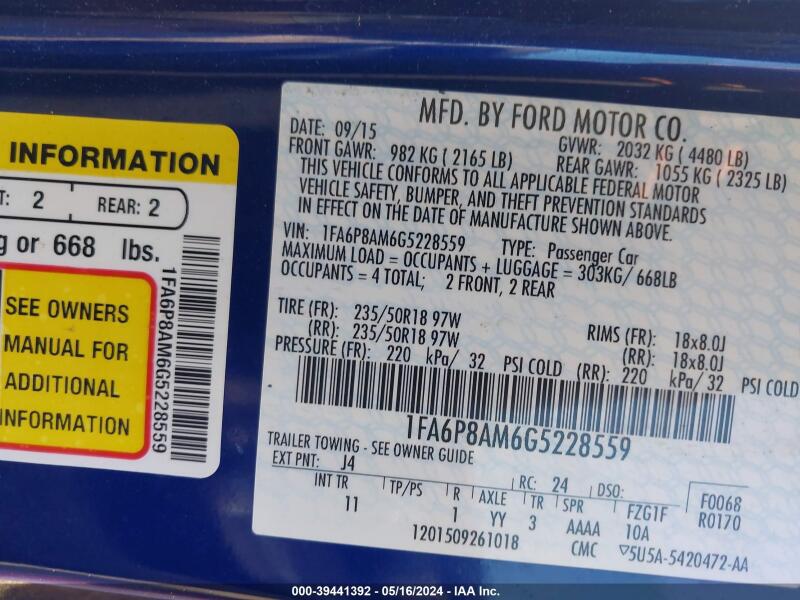 INFORMATION
T: 2 REAR: 2
g or 668 lbs.
SEE OWNERS
MANUAL FOR
ADDITIONAL
INFORMATION
1FA6P8AM6G5228559
MFD. BY FORD MOTOR CO.
DATE: 09/15 GVWR: 2032 KG ( 4480 LB)
FRONT GAWR: 982 KG ( 2165 LB) REAR GAWR: 1055 KG ( 2325 LB)
THIS VEHICLE CONFORMS TO ALL APPLICABLE FEDERAL MOTOR
VEHICLE SAFETY, BUMPER, AND THEFT PREVENTION STANDARDS
IN EFFECT ON THE DATE OF MANUFACTURE SHOWN ABOVE.
VIN: 1FA6P8AM6G5228559 TYPE: Passenger Car
MAXIMUM LOAD = OCCUPANTS + LUGGAGE = 303KG/ 668LB
OCCUPANTS = 4 TOTAL; 2 FRONT, 2 REAR
TIRE (FR): 235/50R18 97W RIMS (FR): 18x8.0J
(RR): 235/50R18 97W (RR): 18x8.0J
PRESSURE (FR): 220 kPa/ 32 PSI COLD (RR): 220 kPa/ 32 PSI COLD
1FA6P8AM6G5228559
TRAILER TOWING - SEE OWNER GUIDE
EXT PNT: J4 RC: 24 DSO: F0068
INT TR TP/PS R AXLE TR SPR FZG1F R0170
11 1 YY 3 AAAA 10A
1201509261018 CMC 5U5A-5420472-AA
000-39441392 - 05/16/2024 - IAA Inc.